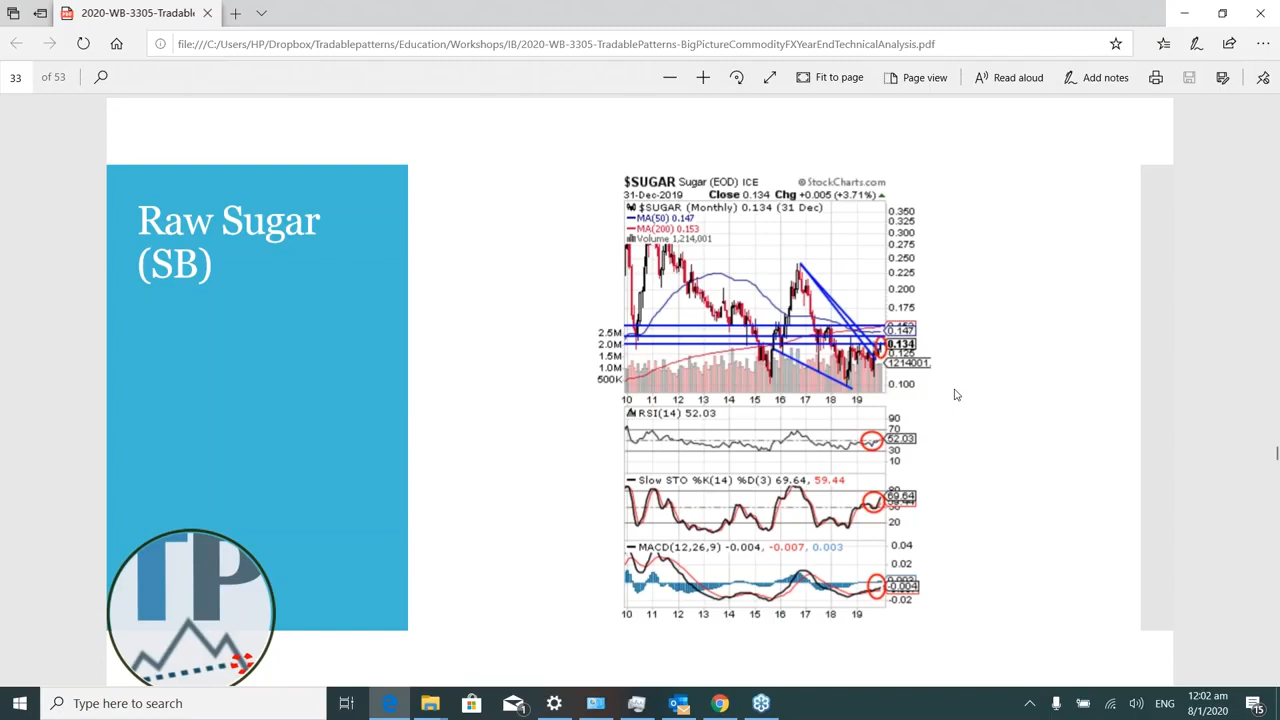 2020-WB-3305-TradablePatterns-
file:///C:/Users/HP/Dropbox/Tradablepatterns/Education/Workshops/IB/2020-WB-3305-TradablePatterns-BigPictureCommodityFXYearEndTechnicalAnalysis.pdf
33 of 53
Fit to page
Page view
Read aloud
Add notes
Raw Sugar
(SB)
TP
$SUGAR Sugar (EOD) ICE © StockCharts.com
31-Dec-2019 Close 0.134 Chg +0.005 (+3.71%)
$SUGAR (Monthly) 0.134 (31 Dec)
MA(50) 0.147
MA(200) 0.153
Volume 1,214,001
0.350
0.325
0.300
0.275
0.250
0.225
0.200
0.175
0.147
0.134
0.125
1214001
0.100
2.5M
2.0M
1.5M
1.0M
500K
10 11 12 13 14 15 16 17 18 19
RSI(14) 52.03
90
70
52.03
30
10
Slow STO %K(14) %D(3) 69.64, 59.44
69.64
20
MACD(12,26,9) -0.004, -0.007, 0.003
0.04
0.02
-0.004
-0.02
10 11 12 13 14 15 16 17 18 19
Type here to search
ENG
12:02 am
8/1/2020
15